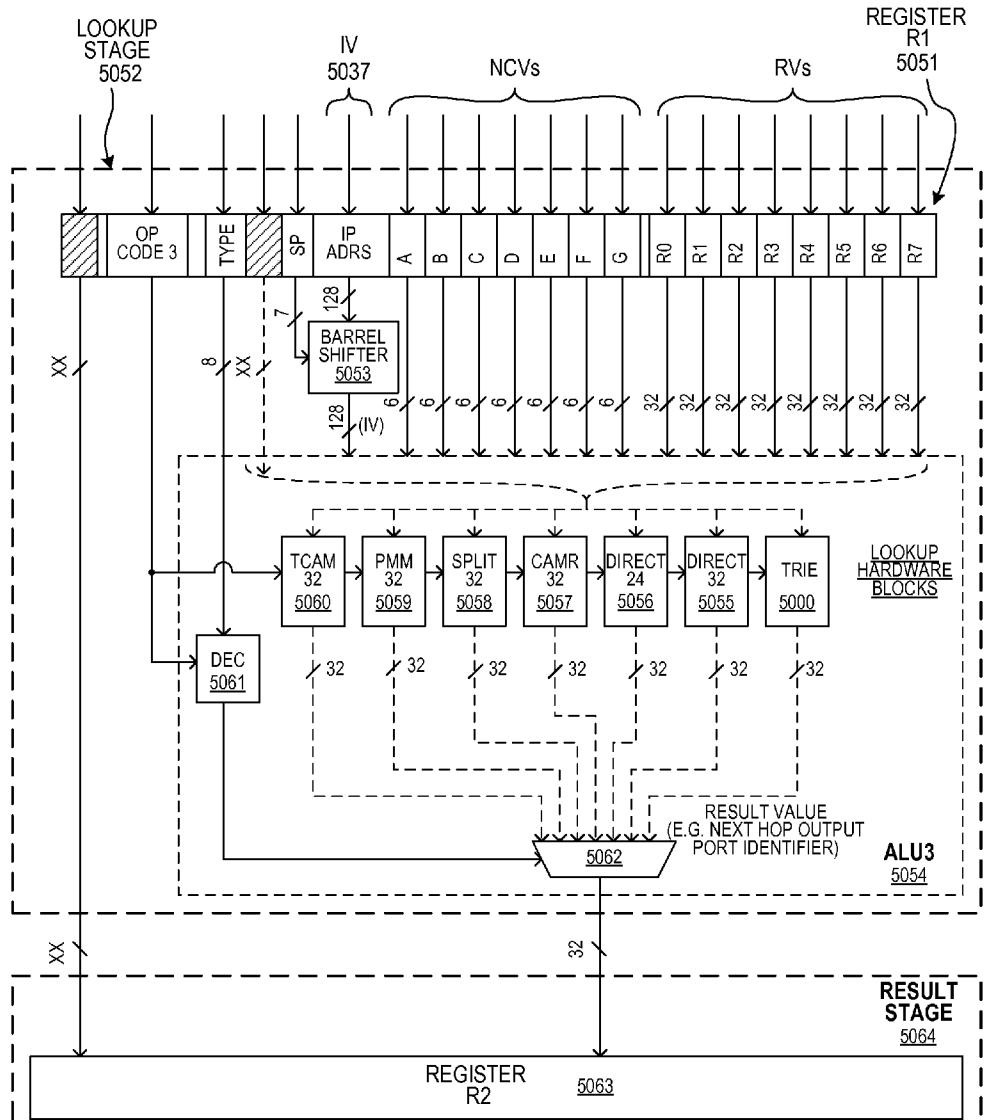 LOOKUP
STAGE
5052
IV
5037
NCVs
RVs
REGISTER
R1
5051
OP
CODE 3
TYPE
SP
IP
ADRS
A
B
C
D
E
F
G
R0
R1
R2
R3
R4
R5
R6
R7
XX
8
XX
7
128
BARREL
SHIFTER
5053
128
(IV)
6
6
6
6
6
6
6
32
32
32
32
32
32
32
32
TCAM
32
5060
PMM
32
5059
SPLIT
32
5058
CAMR
32
5057
DIRECT
24
5056
DIRECT
32
5055
TRIE
5000
LOOKUP
HARDWARE
BLOCKS
DEC
5061
32
32
32
32
32
32
32
RESULT VALUE
(E.G. NEXT HOP OUTPUT
PORT IDENTIFIER)
5062
ALU3
5054
XX
32
RESULT
STAGE
5064
REGISTER
R2
5063